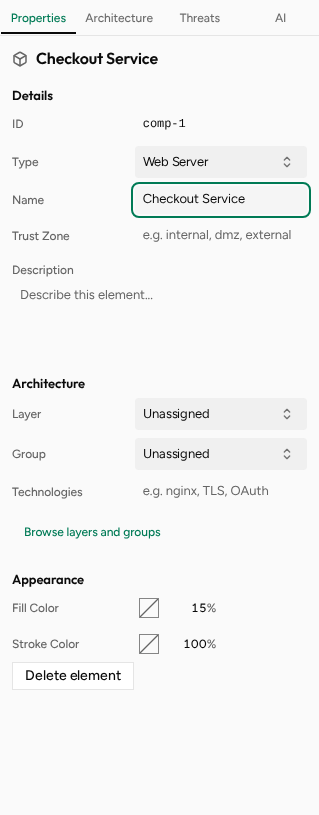 Properties Architecture Threats AI
Checkout Service
Details
ID comp-1
Type Web Server
Name Checkout Service
Trust Zone e.g. internal, dmz, external
Description
Describe this element...
Architecture
Layer Unassigned
Group Unassigned
Technologies e.g. nginx, TLS, OAuth
Browse layers and groups
Appearance
Fill Color 15%
Stroke Color 100%
Delete element